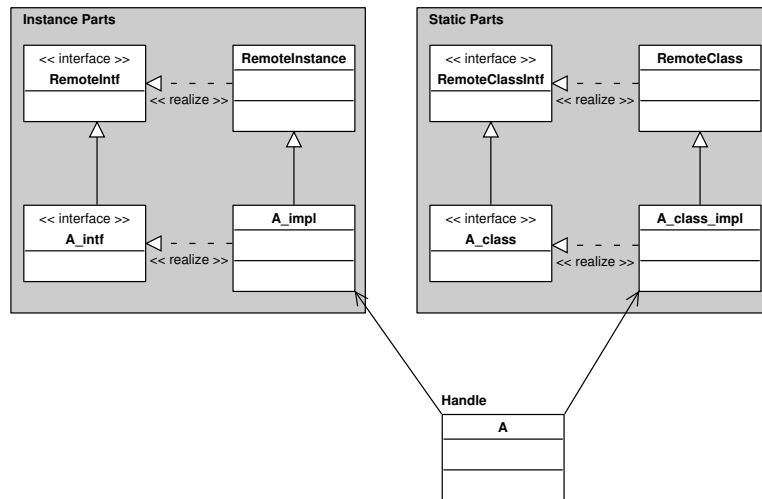 Instance Parts
<< interface >>
RemoteIntf
RemoteInstance
<< realize >>
<< interface >>
A_intf
A_impl
<< realize >>
Static Parts
<< interface >>
RemoteClassIntf
RemoteClass
<< realize >>
<< interface >>
A_class
A_class_impl
<< realize >>
Handle
A